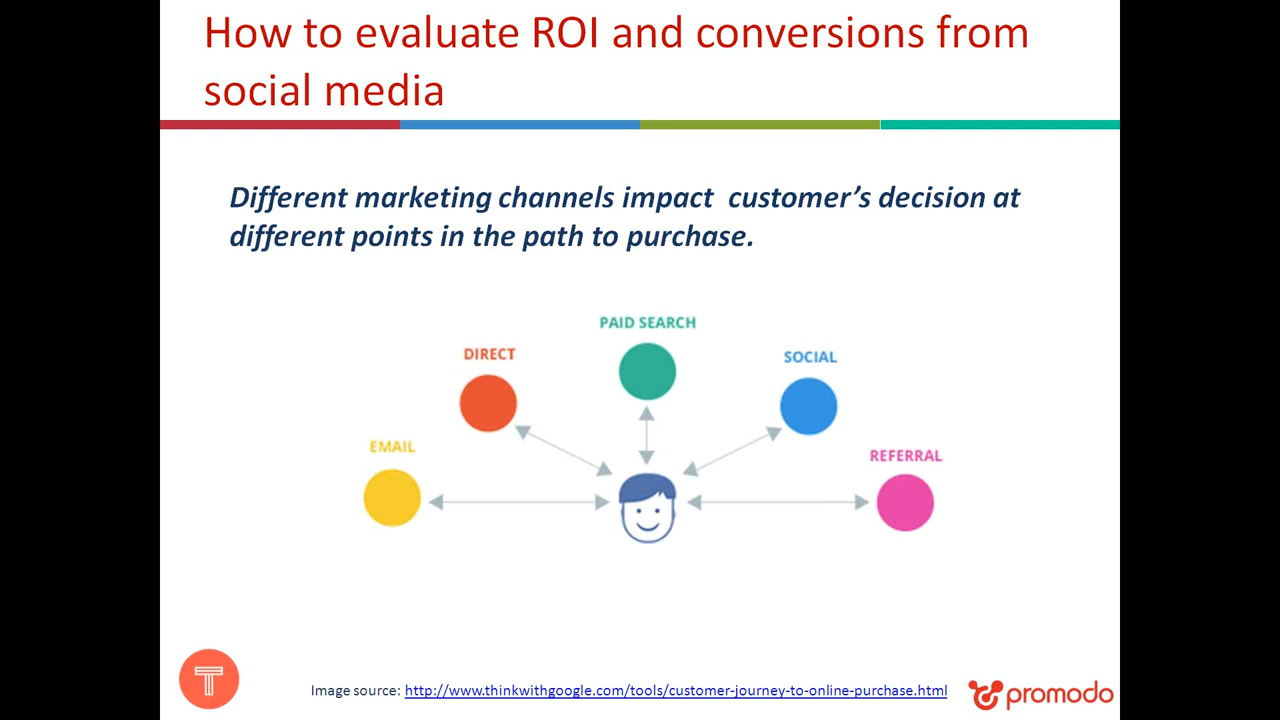 How to evaluate ROI and conversions from
social media
Different marketing channels impact  customer’s decision at
different points in the path to purchase.
PAID SEARCH
DIRECT
SOCIAL
EMAIL
REFERRAL
T
Image source: http://www.thinkwithgoogle.com/tools/customer-journey-to-online-purchase.html
promodo